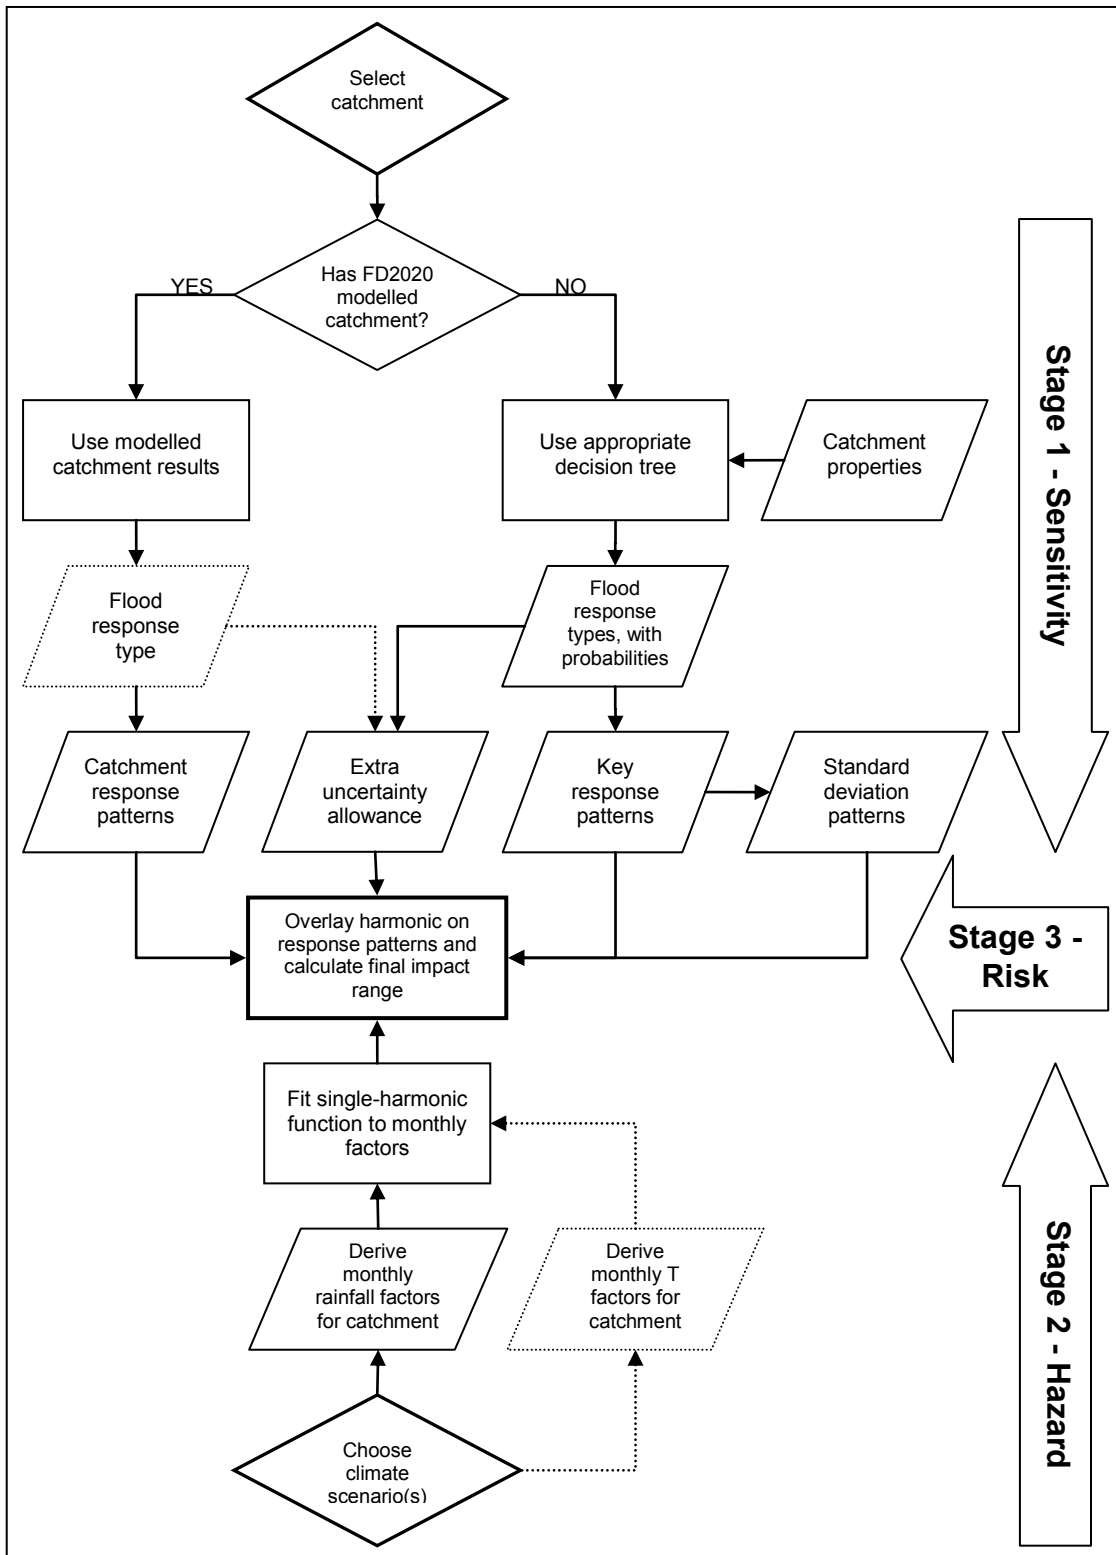 Select
catchment
Has FD2020
modelled
catchment?
YES
NO
Use modelled
catchment results
Use appropriate
decision tree
Catchment
properties
Flood
response
type
Flood
response
types, with
probabilities
Catchment
response
patterns
Extra
uncertainty
allowance
Key
response
patterns
Standard
deviation
patterns
Stage 1 - Sensitivity
Overlay harmonic on
response patterns and
calculate final impact
range
Stage 3 -
Risk
Fit single-harmonic
function to monthly
factors
Derive
monthly
rainfall factors
for catchment
Derive
monthly T
factors for
catchment
Stage 2 - Hazard
Choose
climate
scenario(s)